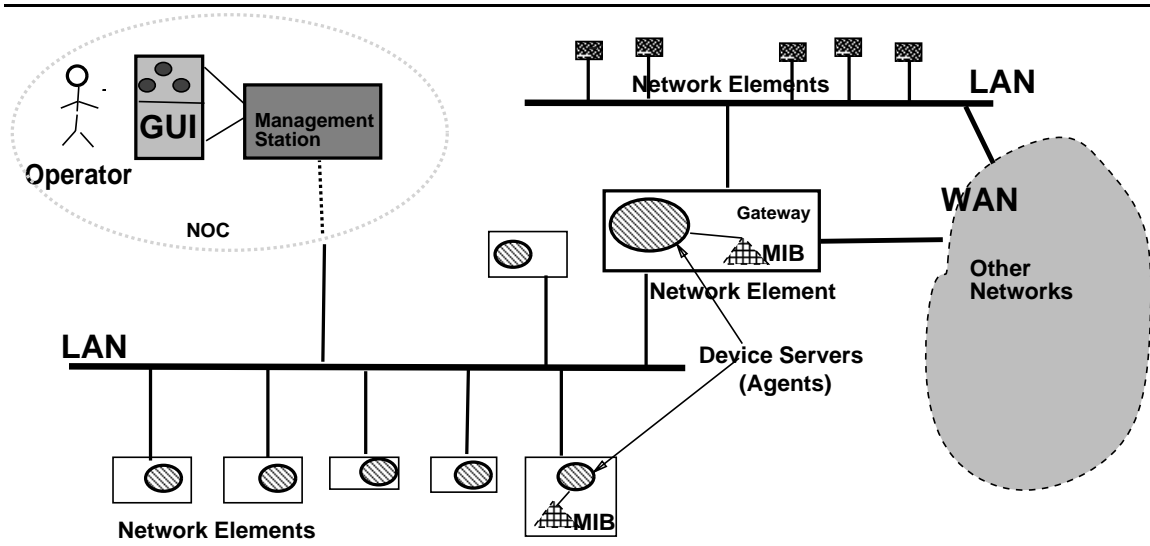 Network Elements
LAN
GUI
Management
Station
Operator
NOC
WAN
Gateway
MIB
Network Element
Other
Networks
LAN
Device Servers
(Agents)
MIB
Network Elements